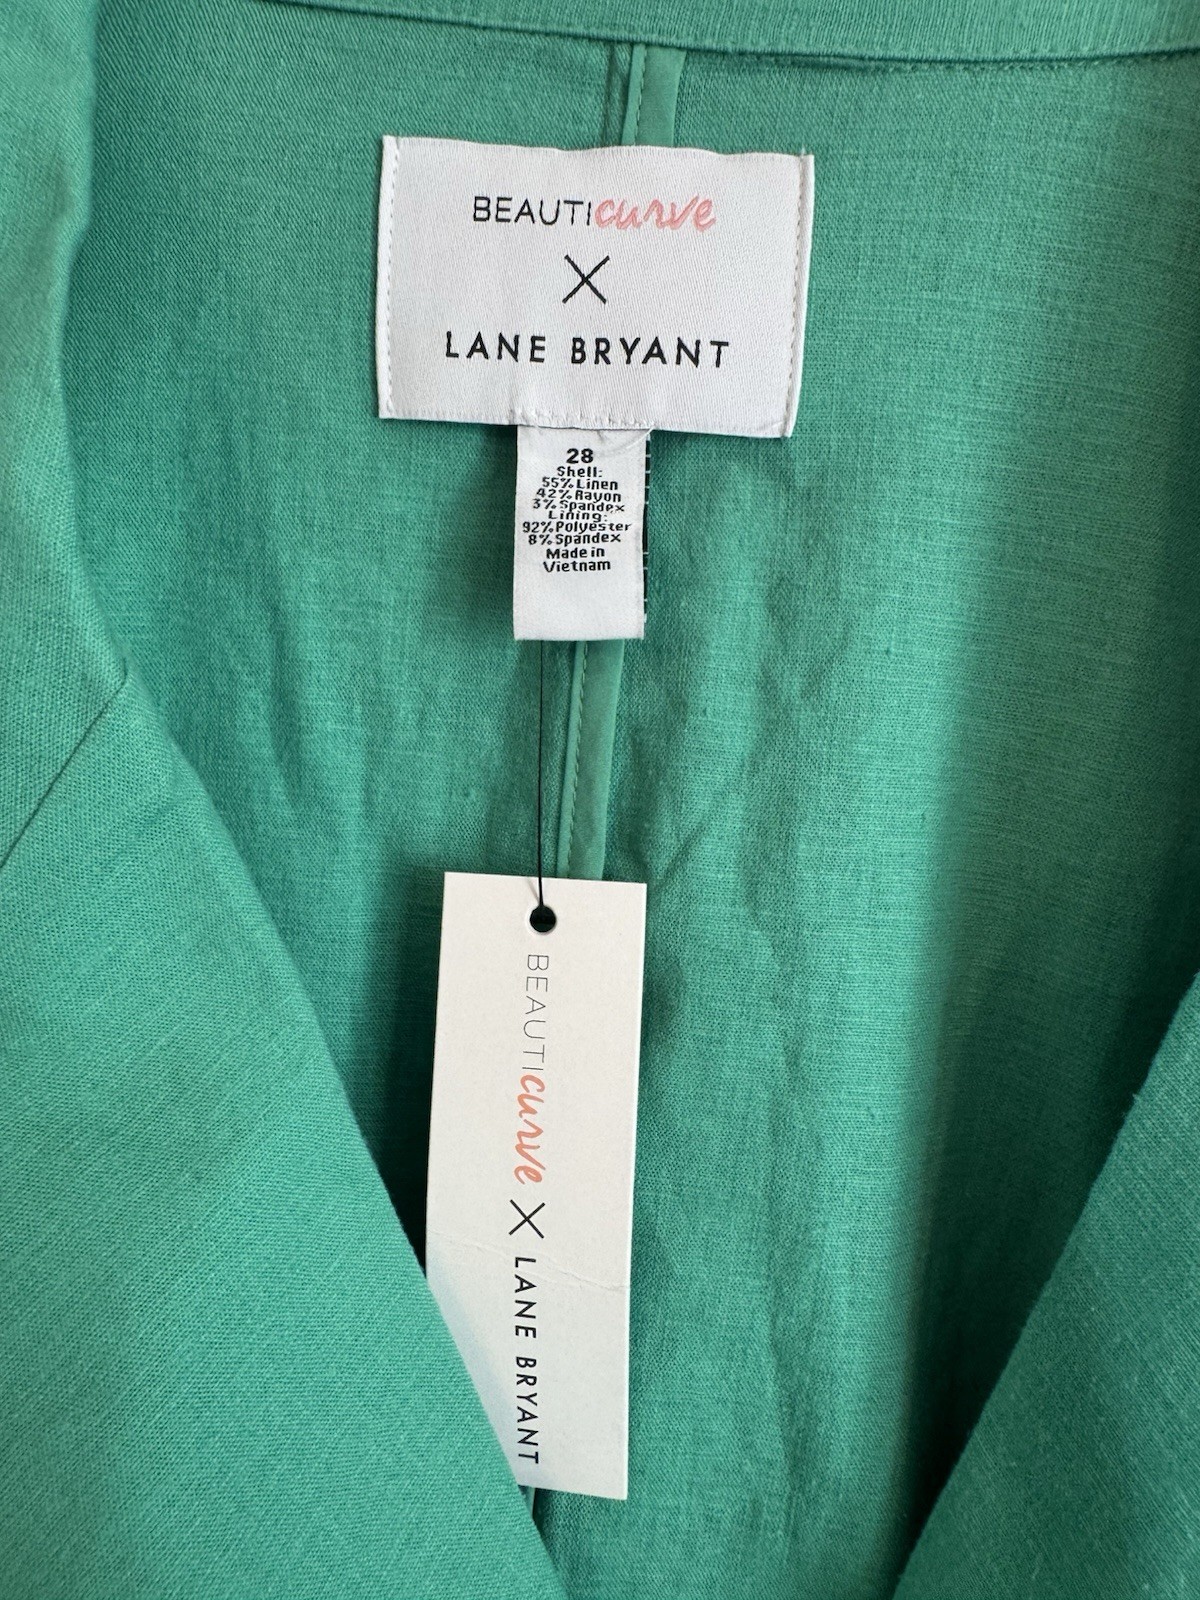 BEAUTIcurve
X
LANE BRYANT
28
Shell:
55% Linen
42% Rayon
3% Spandex
Lining:
92% Polyester
8% Spandex
Made in
Vietnam
BEAUTIcurve X LANE BRYANT